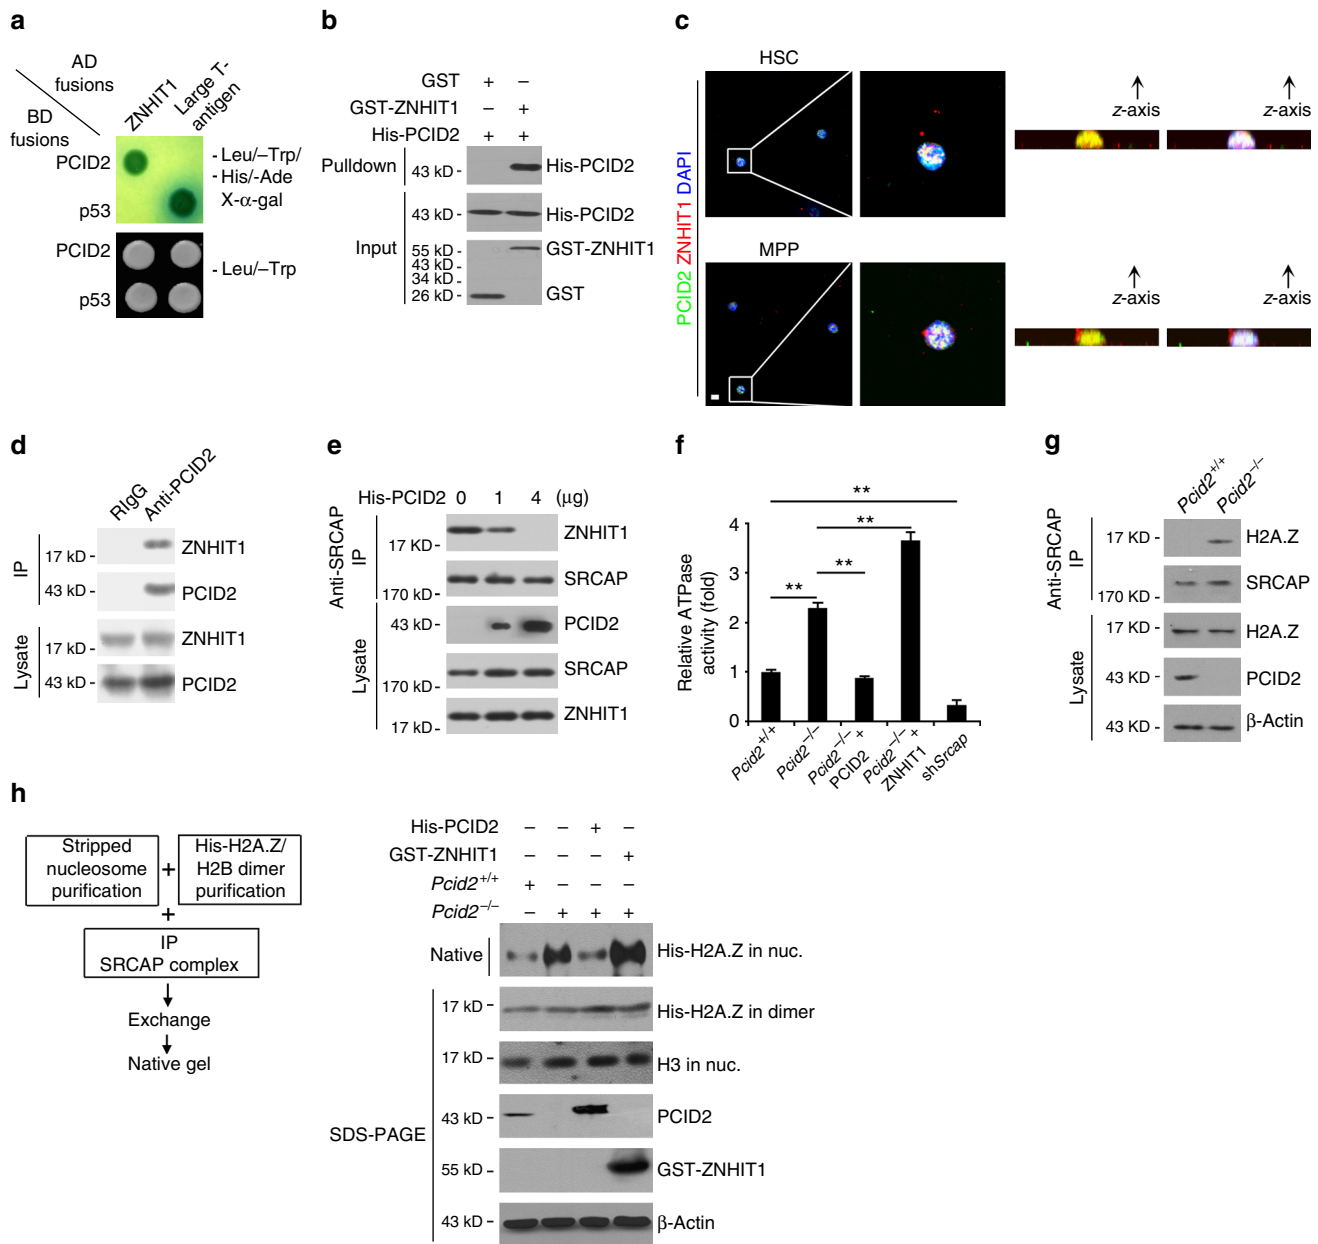 a
AD
fusions
BD
fusions
ZNHIT1
Large T-
antigen
PCID2
p53
- Leu/–Trp/
- His/-Ade
X-α-gal
PCID2
p53
- Leu/–Trp
b
GST + –
GST-ZNHIT1 – +
His-PCID2 + +
Pulldown
43 kD -
His-PCID2
Input
43 kD -
His-PCID2
55 kD -
43 kD -
34 kD -
26 kD -
GST-ZNHIT1
GST
c
PCID2 ZNHIT1 DAPI
HSC
z-axis
z-axis
MPP
z-axis
z-axis
d
RIgG
Anti-PCID2
IP
17 kD -
ZNHIT1
43 kD -
PCID2
Lysate
17 kD -
ZNHIT1
43 kD -
PCID2
e
His-PCID2 0 1 4 (μg)
Anti-SRCAP
IP
17 KD -
ZNHIT1
170 kD -
SRCAP
Lysate
43 kD -
PCID2
170 kD -
SRCAP
17 kD -
ZNHIT1
f
Relative ATPase
activity (fold)
4
3
2
1
0
**
**
**
**
Pcid2+/+
Pcid2–/–
Pcid2–/– +
PCID2
Pcid2–/– +
ZNHIT1
shSrcap
g
Pcid2+/+
Pcid2–/–
Anti-SRCAP
IP
17 KD -
H2A.Z
170 KD -
SRCAP
Lysate
17 KD -
H2A.Z
43 KD -
PCID2
43 KD -
β-Actin
h
Stripped
nucleosome
purification
+
His-H2A.Z/
H2B dimer
purification
+
IP
SRCAP complex
Exchange
Native gel
His-PCID2 – – + –
GST-ZNHIT1 – – – +
Pcid2+/+ + – – –
Pcid2–/– – + + +
Native
His-H2A.Z in nuc.
SDS-PAGE
17 kD -
His-H2A.Z in dimer
17 kD -
H3 in nuc.
43 kD -
PCID2
55 kD -
GST-ZNHIT1
43 kD -
β-Actin